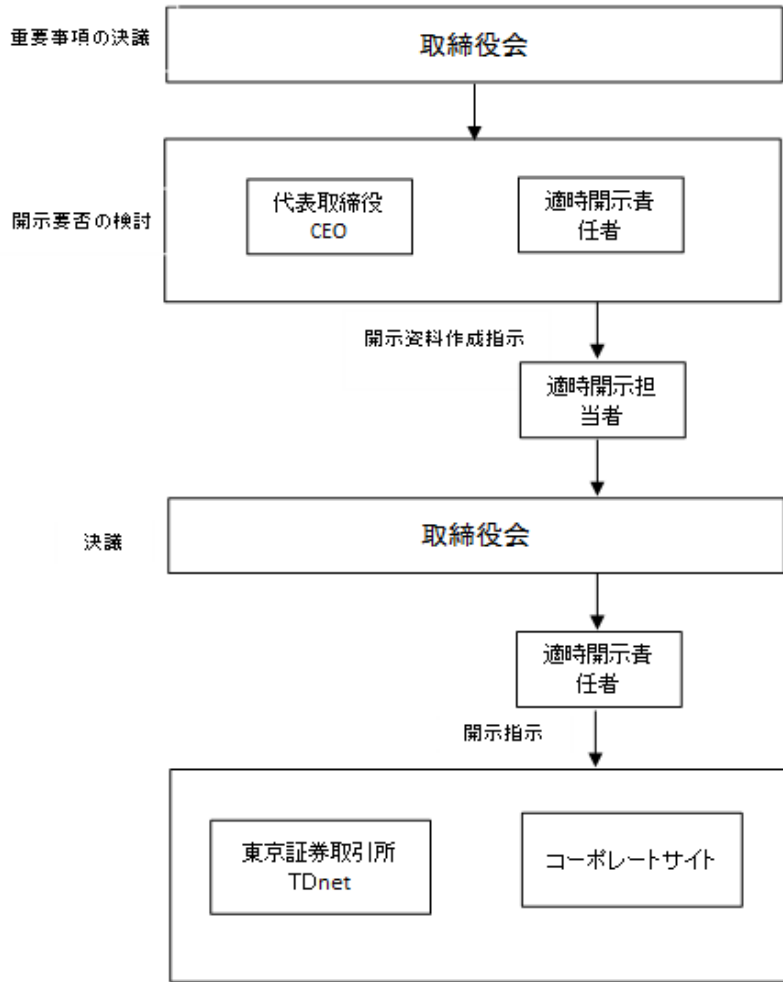 重要事項の決議
取締役会
開示要否の検討
代表取締役
CEO
適時開示責
任者
開示資料作成指示
適時開示担
当者
決議
取締役会
適時開示責
任者
開示指示
東京証券取引所
TDnet
コーポレートサイト